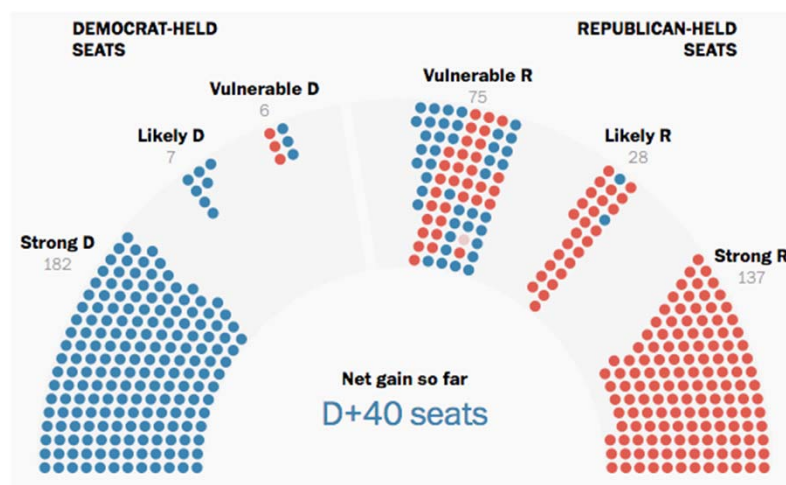 DEMOCRAT-HELD
SEATS
REPUBLICAN-HELD
SEATS
Vulnerable D
6
Vulnerable R
75
Likely D
7
Likely R
28
Strong D
182
Strong R
137
Net gain so far
D+40 seats